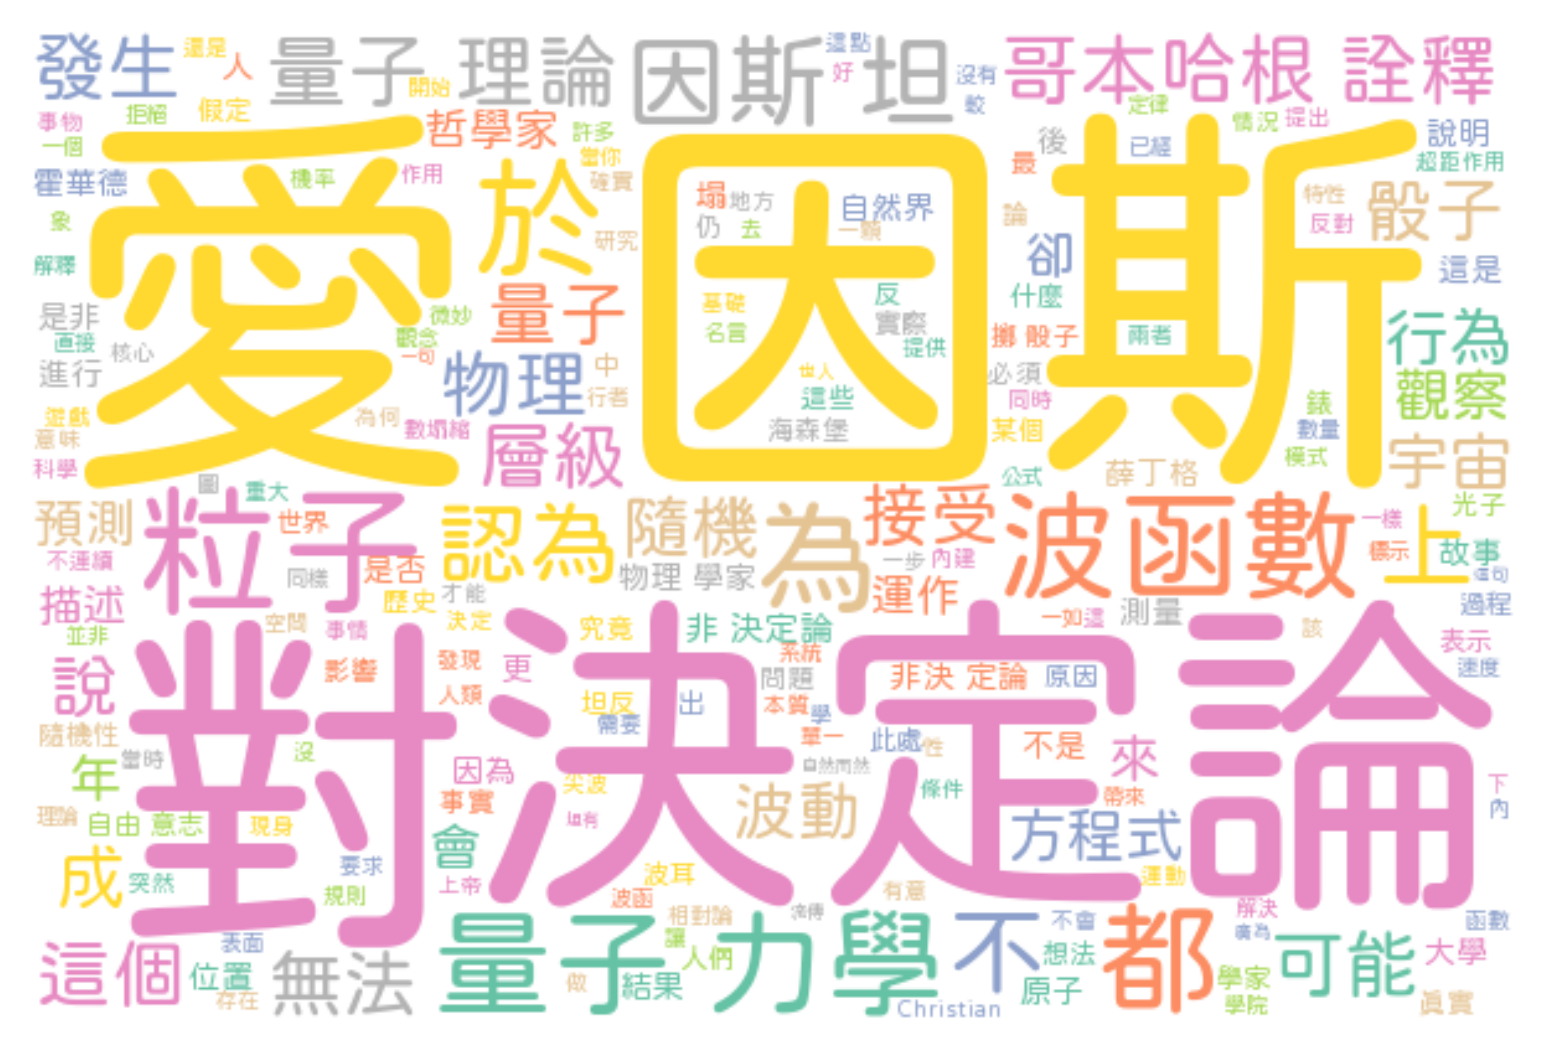 發生 這是 人 量子 理論 因斯坦 這點 好 沒有 較 哥本哈根 詮釋
開始 假定 拒絕 事物 一個 哲學家 許多 當你 確實 後 最 定律 已經 情況 提出 說明 超距作用
霍華德 機率 作用 象 解釋
愛 於 因斯
塌 地方 仍 去 自然界 一顆 論 卻 特性 反對 骰子 這是
研究 量子 基礎 名言 反 實際 提供 什麼 擲 骰子 兩者 行為
是非 直接 核心 進行 微妙 觀念 一句 物理 中 行者 世人 這些 海森堡 必須 同時 某個 錶 數量 模式 觀察
遊戲 意味 科學 為何 數塌縮 層級 公式 薛丁格 宇宙
圖 重大 光子
預測 粒子 世界 認為 隨機 為 接受 波函數 一樣 上 標示 故事 這句
不連續 同樣 是否 才能 物理 學家 一步 內建 運作
描述 並非 歷史 空間 事情 決定 究竟 非 決定論 一如這 測量 該 過程 表示 速度
對決定論
說 影響 發現 人類 更 坦反 需要 出 系統 問題 本質 學 單一 此處 性 非決 定論 原因 不是 來
隨機性 當時 年 沒 因為 事實 尖波 坦有 自然而然 波動 條件 帶來 下 內
理論 自由 意志 現身 會 方程式
成 突然 要求 規則 上帝 波耳 波函 有意 運動
這個 表面 位置 存在 無法 量子力學 做 相對論 讓 人們 結果 流傳 不 不會 想法 原子 都 解決 廣為 學家 學院 可能 函數 大學 真實
Christian